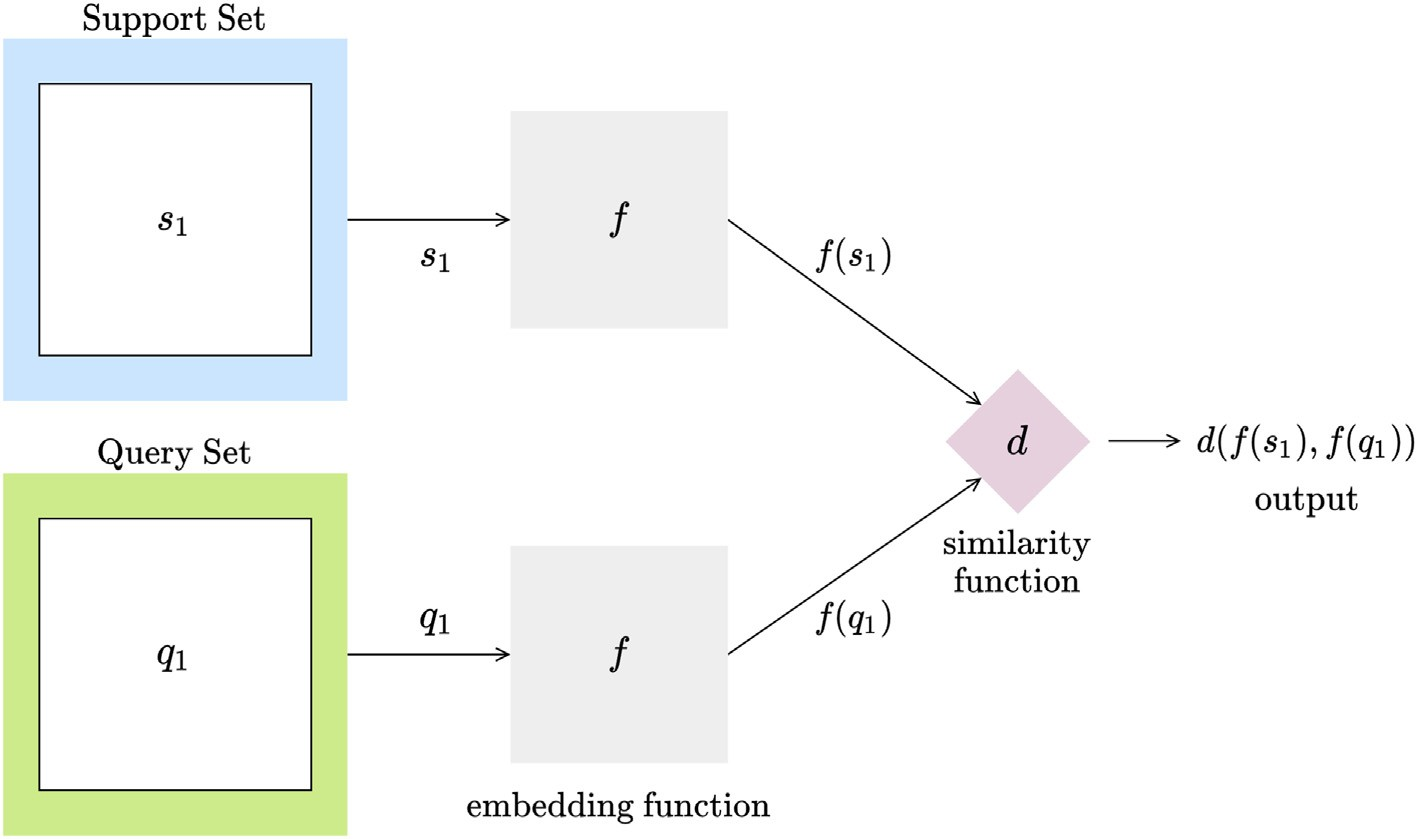 Support Set
s₁
s₁
f
f(s₁)
d
d(f(s₁), f(q₁))
output
similarity
function
Query Set
q₁
q₁
f
f(q₁)
embedding function